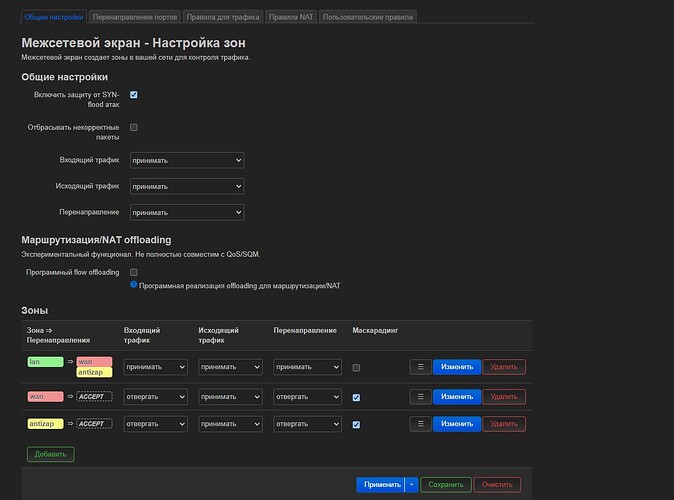 Общие настройки Перенаправление портов Правила для трафика Правила NAT Пользовательские правила
Межсетевой экран - Настройка зон
Межсетевой экран создает зоны в вашей сети для контроля трафика.
Общие настройки
Включить защиту от SYN-
flood атак
Отбрасывать некорректные
пакеты
Входящий трафик принимать
Исходящий трафик принимать
Перенаправление принимать
Маршрутизация/NAT offloading
Экспериментальный функционал. Не полностью совместим с QoS/SQM.
Программный flow offloading
Программная реализация offloading для маршрутизации/NAT
Зоны
Зона ⇒ Входящий Исходящий Перенаправление Маскарадинг
Перенаправления трафик трафик
lan ⇒ wan принимать принимать принимать ☰ Изменить Удалить
antizap
wan ⇒ ACCEPT отвергать принимать отвергать ☰ Изменить Удалить
antizap ⇒ ACCEPT отвергать принимать отвергать ☰ Изменить Удалить
Добавить
Применить Сохранить Очистить